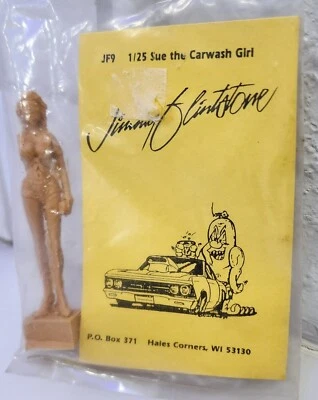 JF9 1/25 Sue the Carwash Girl
Jimmy Flintstone
P.O. Box 371 Hales Corners, WI 53130